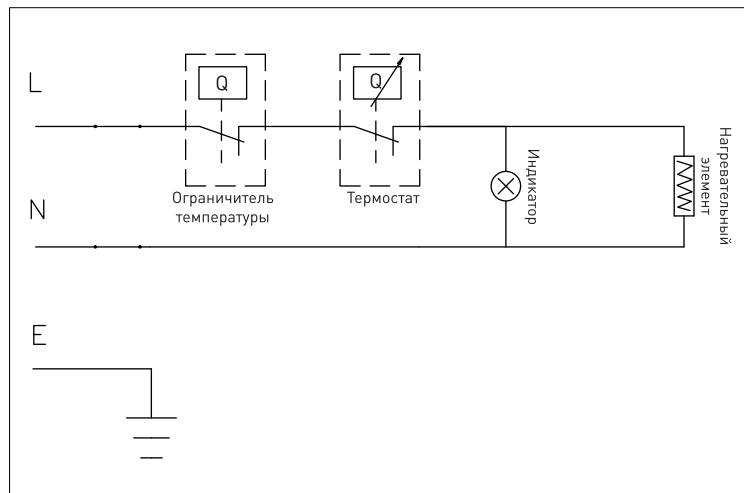 L
Q
Q
Ограничитель
температуры
Термостат
Индикатор
Нагревательный
элемент
N
E